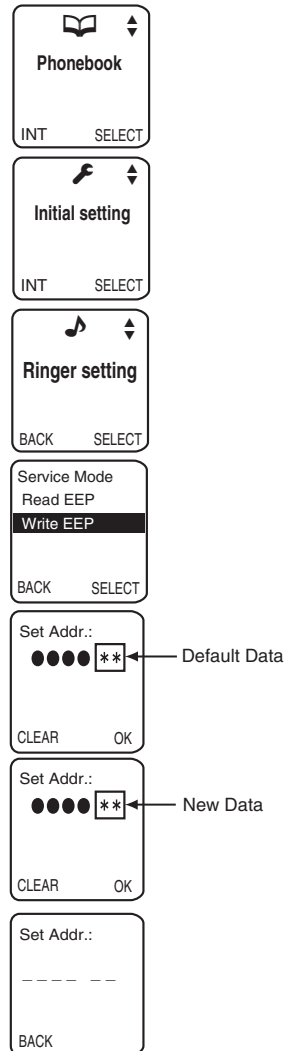 Phonebook
INT SELECT
Initial setting
INT SELECT
Ringer setting
BACK SELECT
Service Mode
Read EEP
Write EEP
BACK SELECT
Set Addr.:
●●●● ** Default Data
CLEAR OK
Set Addr.:
●●●● ** New Data
CLEAR OK
Set Addr.:
_ _ _ _ _ _
BACK